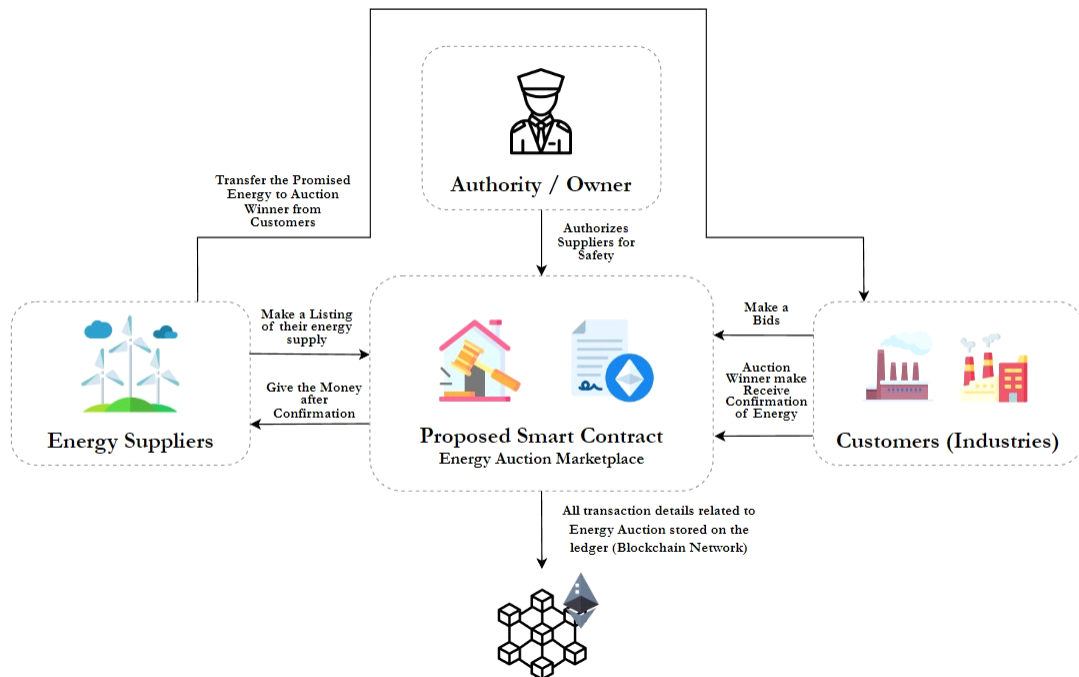 Transfer the Promised
Energy to Auction
Winner from
Customers
Authority / Owner
Authorizes
Suppliers for
Safety
Make a Listing
of their energy
supply
Give the Money
after
Confirmation
Energy Suppliers
Proposed Smart Contract
Energy Auction Marketplace
Make a
Bids
Auction
Winner make
Receive
Confirmation
of Energy
Customers (Industries)
All transaction details related to
Energy Auction stored on the
ledger (Blockchain Network)